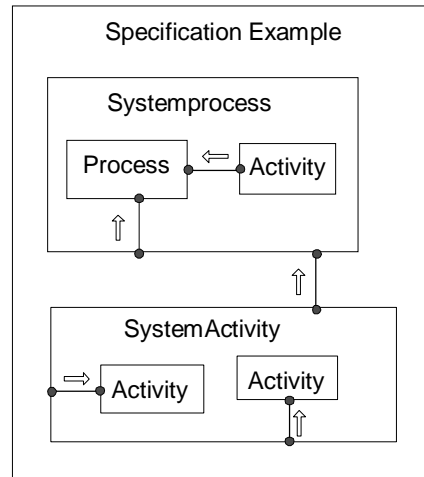 Specification Example
Systemprocess
Process
Activity
SystemActivity
Activity
Activity